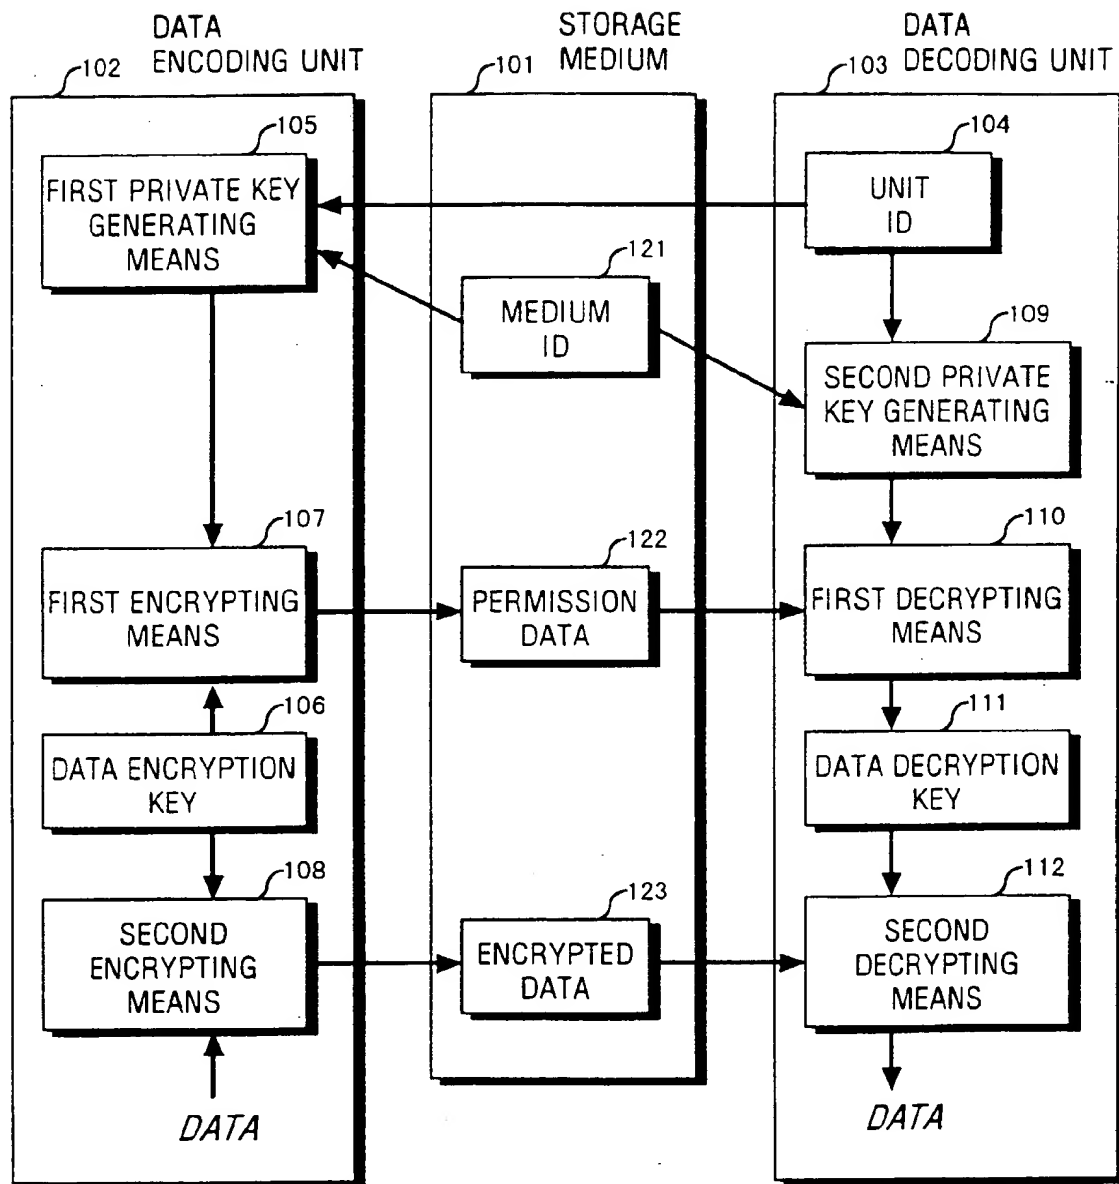 DATA
ENCODING UNIT
102
STORAGE
MEDIUM
101
DATA
DECODING UNIT
103
105
FIRST PRIVATE KEY
GENERATING
MEANS
104
UNIT
ID
121
MEDIUM
ID
109
SECOND PRIVATE
KEY GENERATING
MEANS
107
FIRST ENCRYPTING
MEANS
122
PERMISSION
DATA
110
FIRST DECRYPTING
MEANS
106
DATA ENCRYPTION
KEY
111
DATA DECRYPTION
KEY
108
SECOND
ENCRYPTING
MEANS
123
ENCRYPTED
DATA
112
SECOND
DECRYPTING
MEANS
DATA
DATA